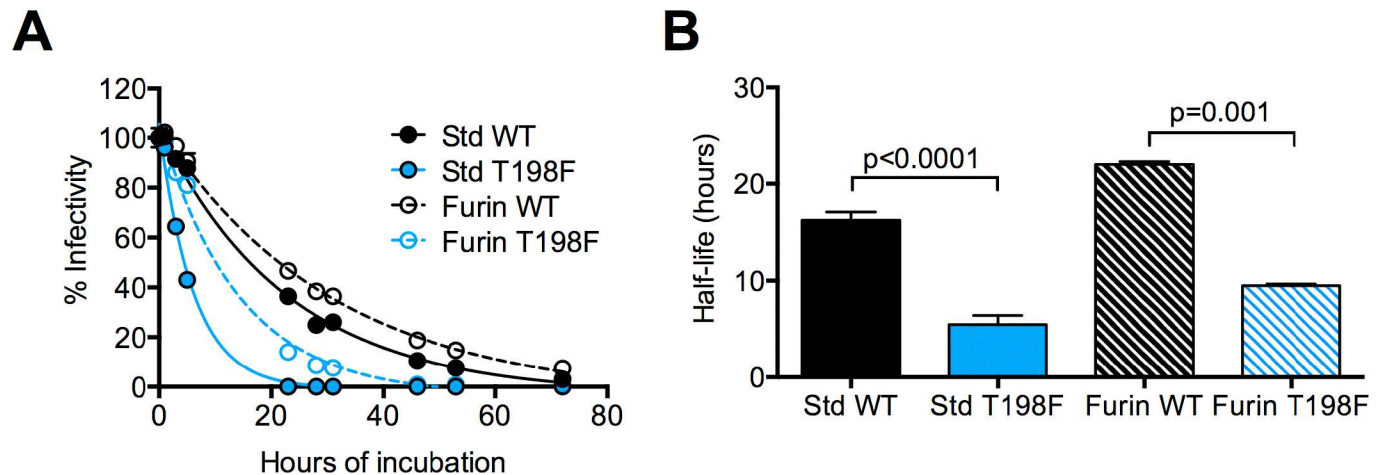 A
120
100
80
60
40
20
0
% Infectivity
0 20 40 60 80
Hours of incubation
Std WT
Std T198F
Furin WT
Furin T198F
B
30
20
10
0
Half-life (hours)
p<0.0001
p=0.001
Std WT Std T198F Furin WT Furin T198F